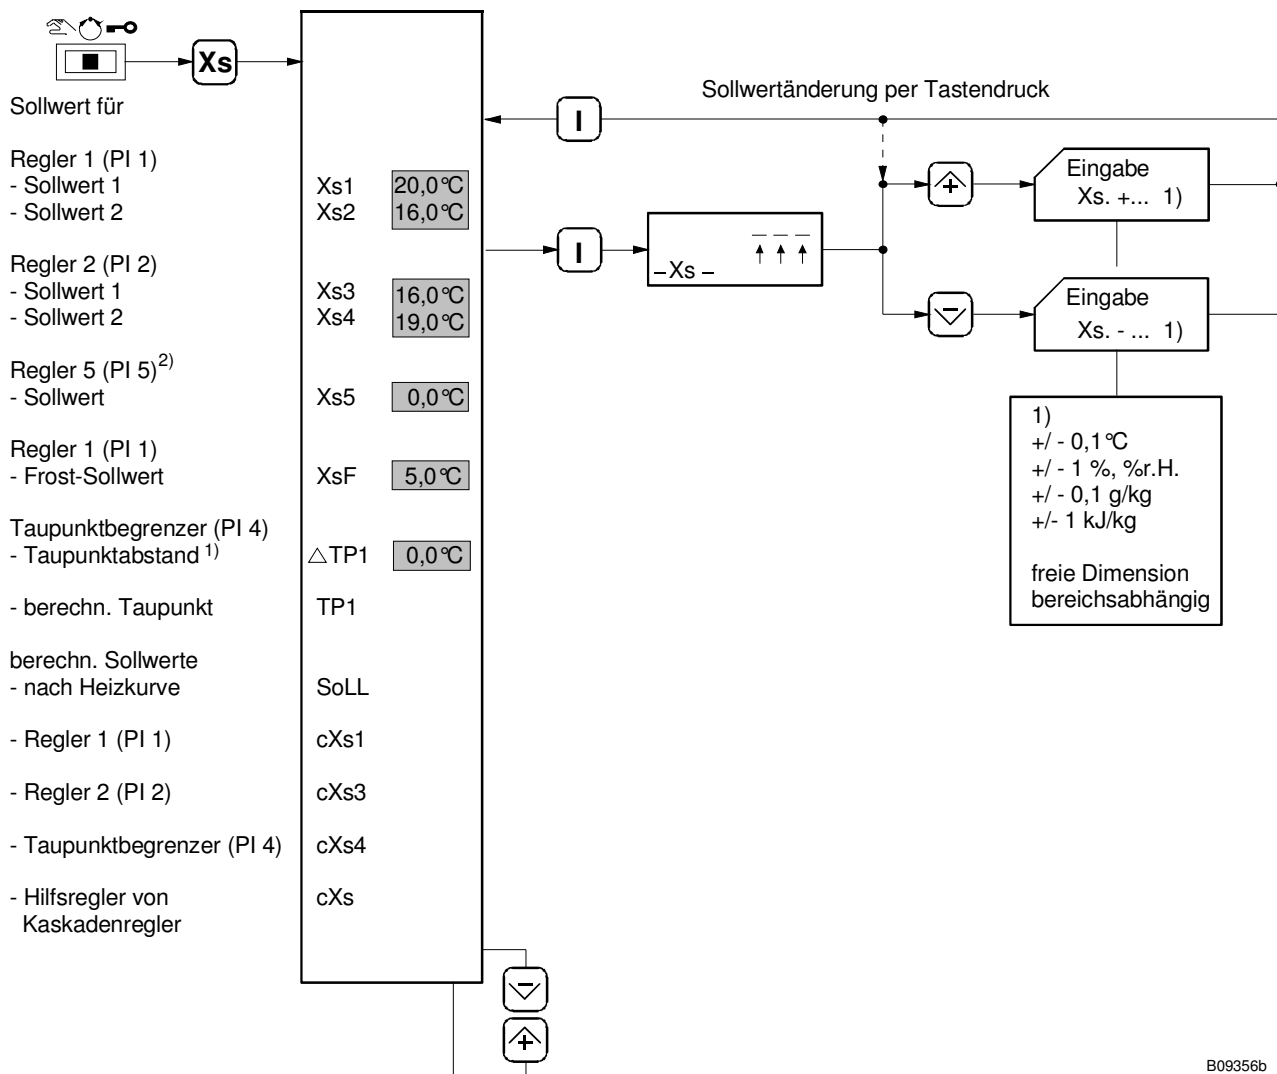 Xs
Sollwert für
Sollwertänderung per Tastendruck
I
Regler 1 (PI 1)
- Sollwert 1 Xs1 20,0°C
- Sollwert 2 Xs2 16,0°C
+ Eingabe
Xs. +... 1)
I
–Xs –
Regler 2 (PI 2)
- Sollwert 1 Xs3 16,0°C
- Sollwert 2 Xs4 19,0°C
- Eingabe
Xs. - ... 1)
Regler 5 (PI 5)2)
- Sollwert Xs5 0,0°C
Regler 1 (PI 1)
- Frost-Sollwert XsF 5,0°C
1)
+/ - 0,1°C
+/ - 1 %, %r.H.
+/ - 0,1 g/kg
+/- 1 kJ/kg
freie Dimension
bereichsabhängig
Taupunktbegrenzer (PI 4)
- Taupunktabstand 1) △TP1 0,0°C
- berechn. Taupunkt TP1
berechn. Sollwerte
- nach Heizkurve SoLL
- Regler 1 (PI 1) cXs1
- Regler 2 (PI 2) cXs3
- Taupunktbegrenzer (PI 4) cXs4
- Hilfsregler von cXs
Kaskadenregler
-
+
B09356b